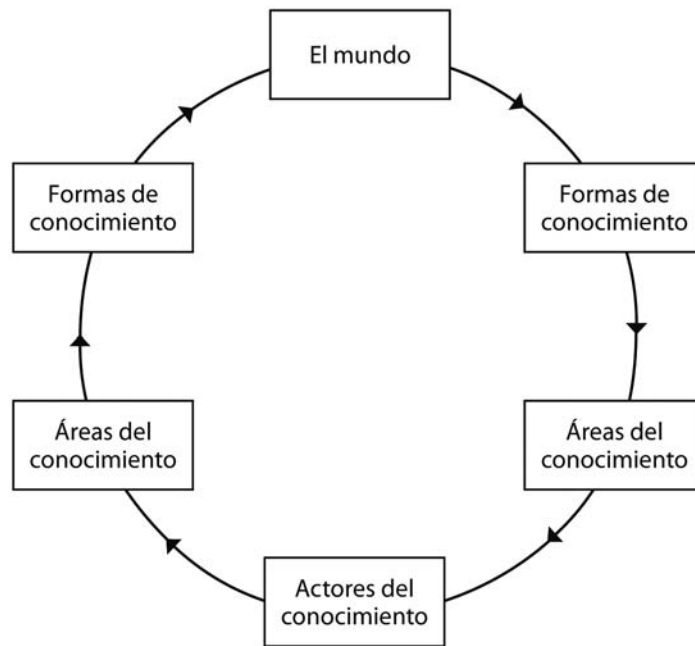 El mundo
Formas de
conocimiento
Formas de
conocimiento
Áreas del
conocimiento
Áreas del
conocimiento
Actores del
conocimiento